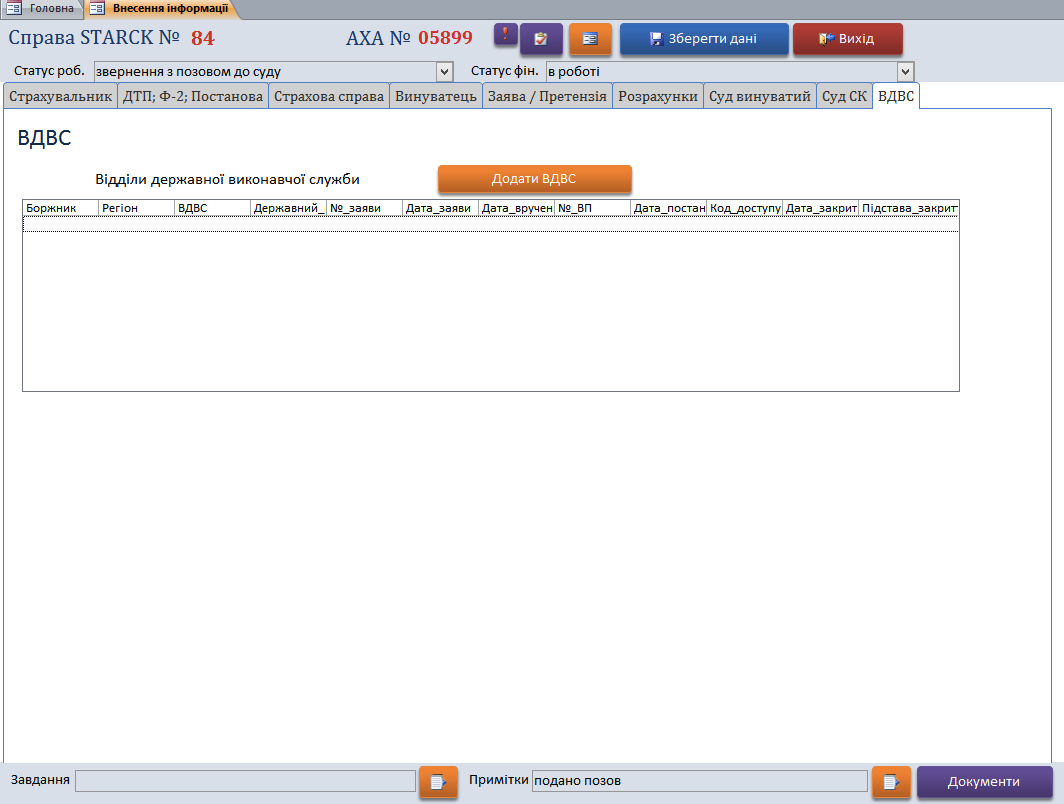 Головна Внесення інформації
Справа STARCK № 84 АХА № 05899 ! Зберегти дані Вихід
Статус роб. звернення з позовом до суду Статус фін. в роботі
Страхувальник ДТП; Ф-2; Постанова Страхова справа Винуватець Заява / Претензія Розрахунки Суд винуватий Суд СК ВДВС
ВДВС
Відділи державної виконавчої служби Додати ВДВС
Боржник Регіон ВДВС Державний_ №_заяви Дата_заяви Дата_вручен №_ВП Дата_постан Код_доступу Дата_закрит Підстава_закрит
Завдання Примітки подано позов Документи